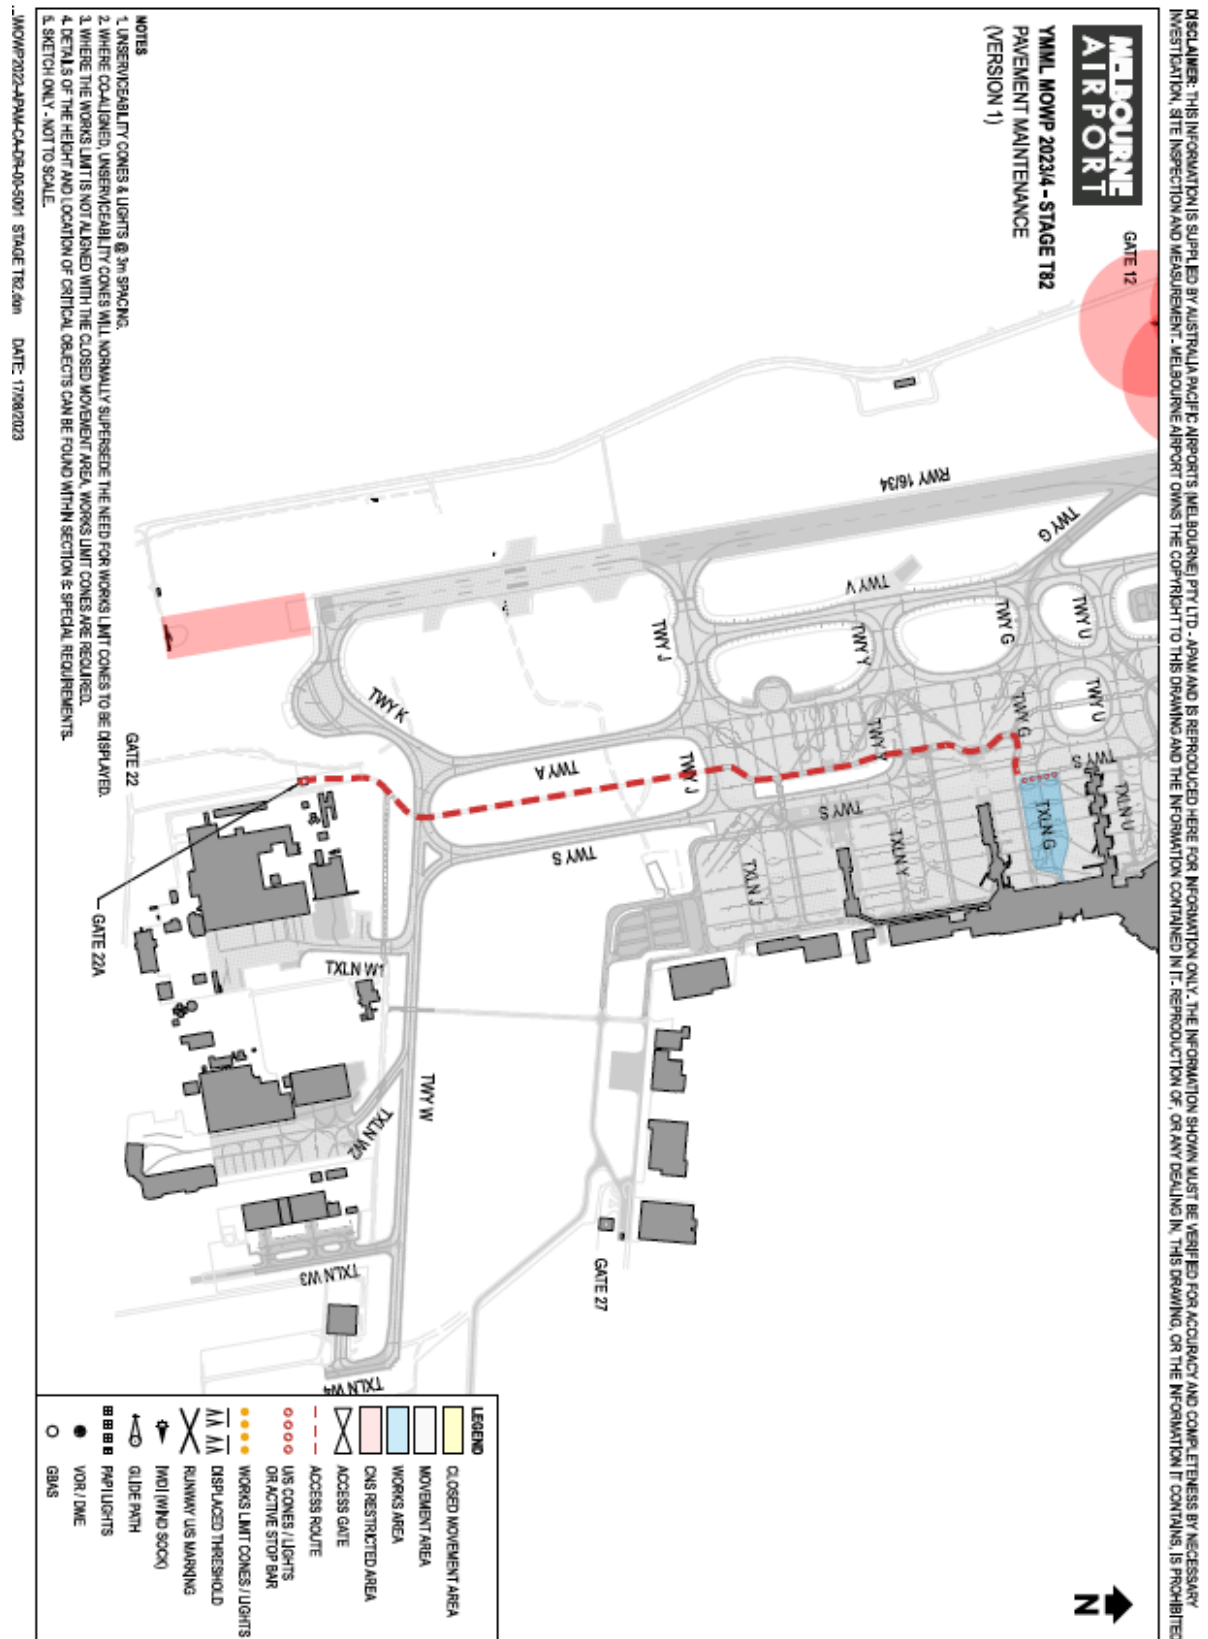 DISCLAIMER: THIS INFORMATION IS SUPPLIED BY AUSTRALIA PACIFIC AIRPORTS (MELBOURNE) PTY LTD - APAM AND IS REPRODUCED HERE FOR INFORMATION ONLY. THE INFORMATION SHOWN MUST BE VERIFIED FOR ACCURACY AND COMPLETENESS BY NECESSARY
INVESTIGATION, SITE INSPECTION AND MEASUREMENT. MELBOURNE AIRPORT OWNS THE COPYRIGHT TO THIS DRAWING AND THE INFORMATION CONTAINED IN IT. REPRODUCTION OF, OR ANY DEALING IN, THIS DRAWING, OR THE INFORMATION IT CONTAINS, IS PROHIBITED
MELBOURNE
AIRPORT
YMML MOWP 2023/4 - STAGE T82
PAVEMENT MAINTENANCE
(VERSION 1)
GATE 12
RWY 16/34
TWY G
TWY V
TWY U
TWY G
TWY Y
TWY J
TWY U
TWY G
TWY S
TWY Y
TWY J
TWY K
TWY A
TXLN U
TXLN G
TWY S
TXLN Y
TXLN J
TWY S
GATE 22
GATE 22A
TXLN W1
TWY W
TXLN W2
TXLN W3
TXLN W4
GATE 27
N
NOTES
1. UNSERVICEABILITY CONES & LIGHTS @ 3m SPACING.
2. WHERE CO-ALIGNED, UNSERVICEABILITY CONES WILL NORMALLY SUPERSEDE THE NEED FOR WORKS LIMIT CONES TO BE DISPLAYED.
3. WHERE THE WORKS LIMIT IS NOT ALIGNED WITH THE CLOSED MOVEMENT AREA, WORKS LIMIT CONES ARE REQUIRED.
4. DETAILS OF THE HEIGHT AND LOCATION OF CRITICAL OBJECTS CAN BE FOUND WITHIN SECTION 6: SPECIAL REQUIREMENTS.
5. SKETCH ONLY - NOT TO SCALE.
LEGEND
CLOSED MOVEMENT AREA
MOVEMENT AREA
WORKS AREA
CNS RESTRICTED AREA
ACCESS GATE
ACCESS ROUTE
U/S CONES / LIGHTS
OR ACTIVE STOP BAR
WORKS LIMIT CONES / LIGHTS
DISPLACED THRESHOLD
RUNWAY U/S MARKING
IWDI (WIND SOCK)
GLIDE PATH
PAPI LIGHTS
VOR / DME
GBAS
...\MOWP2022-APAM-CA-DR-00-5001 STAGE T82.dgn DATE: 17/08/2023